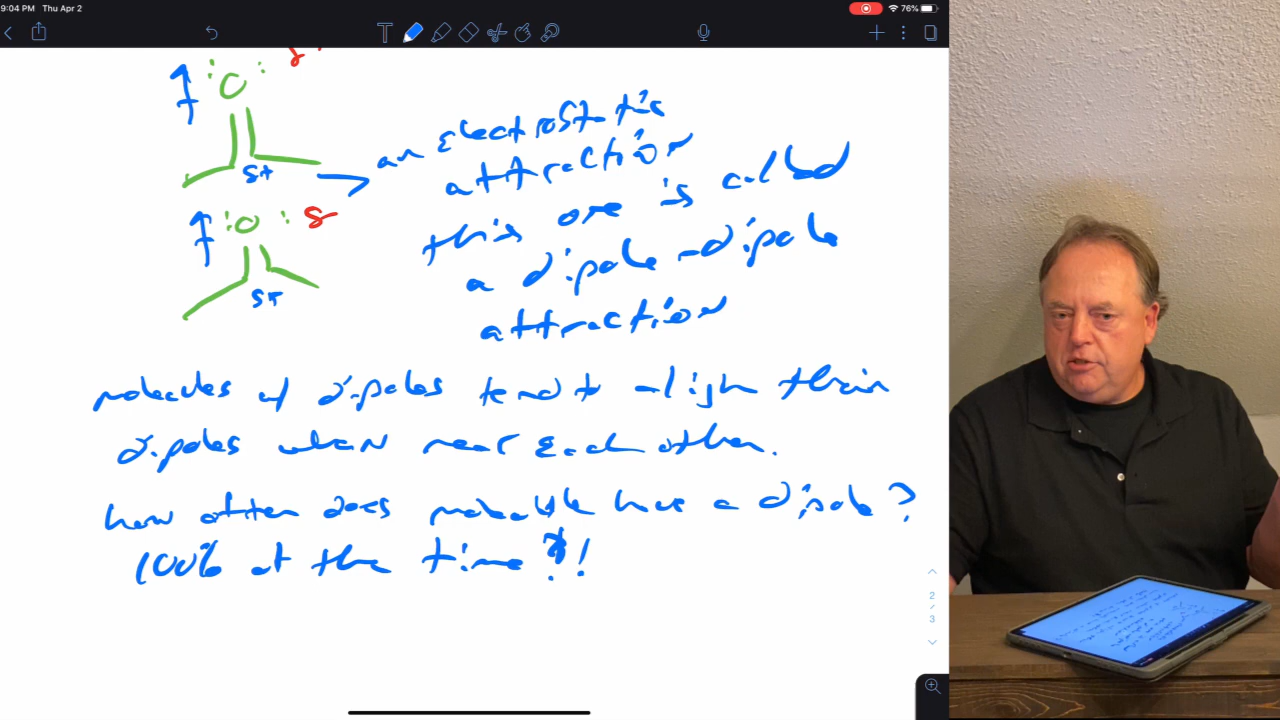 9:04 PM Thu Apr 2
76%
T
:O:
S+
an Electrostatic
attraction
this one is called
a dipole-dipole
attraction
:O: S-
S+
molecules w/ dipoles tend to align their
dipoles when near Each other.
how often does molecule have a dipole?
100% of the time !
2
/
3